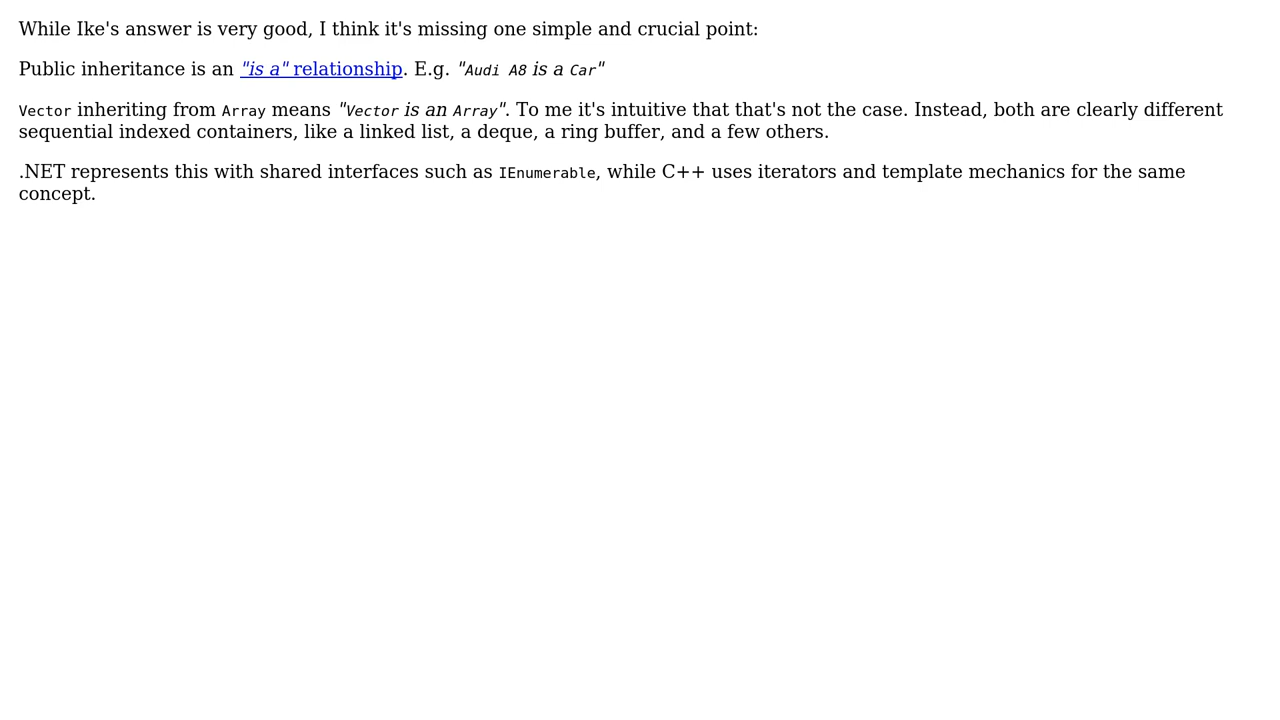 While Ike's answer is very good, I think it's missing one simple and crucial point:
Public inheritance is an "is a" relationship. E.g. "Audi A8 is a Car"
Vector inheriting from Array means "Vector is an Array". To me it's intuitive that that's not the case. Instead, both are clearly different
sequential indexed containers, like a linked list, a deque, a ring buffer, and a few others.
.NET represents this with shared interfaces such as IEnumerable, while C++ uses iterators and template mechanics for the same
concept.